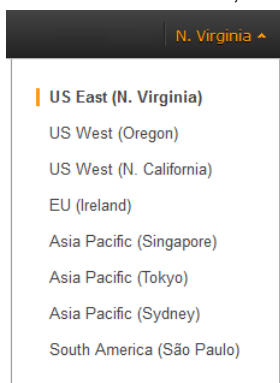 N. Virginia
US East (N. Virginia)
US West (Oregon)
US West (N. California)
EU (Ireland)
Asia Pacific (Singapore)
Asia Pacific (Tokyo)
Asia Pacific (Sydney)
South America (São Paulo)